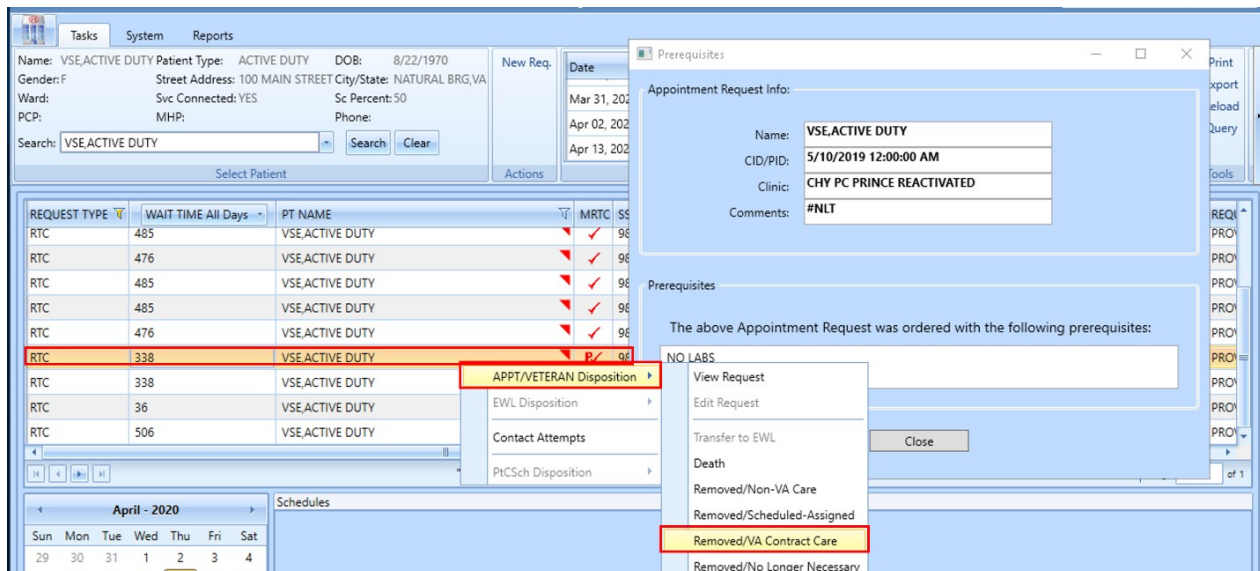 Tasks System Reports
Name: VSE,ACTIVE DUTY Patient Type: ACTIVE DUTY DOB: 8/22/1970
Gender: F Street Address: 100 MAIN STREET City/State: NATURAL BRG,VA
Ward: Svc Connected: YES Sc Percent: 50
PCP: MHP: Phone:
Search: VSE,ACTIVE DUTY Search Clear
Select Patient
New Req.
Actions
Date
Mar 31, 202
Apr 02, 202
Apr 13, 202
Prerequisites
Appointment Request Info:
Name: VSE,ACTIVE DUTY
CID/PID: 5/10/2019 12:00:00 AM
Clinic: CHY PC PRINCE REACTIVATED
Comments: #NLT
Prerequisites
The above Appointment Request was ordered with the following prerequisites:
NO LABS
Close
Print
xport
eload
Query
Tools
REQUEST TYPE WAIT TIME All Days PT NAME MRTC SS REQU
RTC 485 VSE,ACTIVE DUTY 98 PROV
RTC 476 VSE,ACTIVE DUTY 98 PROV
RTC 485 VSE,ACTIVE DUTY 98 PROV
RTC 485 VSE,ACTIVE DUTY 98 PROV
RTC 476 VSE,ACTIVE DUTY 98 PROV
RTC 338 VSE,ACTIVE DUTY P 98 PROV
RTC 338 VSE,ACTIVE DUTY PROV
RTC 36 VSE,ACTIVE DUTY PROV
RTC 506 VSE,ACTIVE DUTY PROV
of 1
APPT/VETERAN Disposition
EWL Disposition
Contact Attempts
PtCSch Disposition
View Request
Edit Request
Transfer to EWL
Death
Removed/Non-VA Care
Removed/Scheduled-Assigned
Removed/VA Contract Care
Removed/No Longer Necessary
April - 2020
Sun Mon Tue Wed Thu Fri Sat
29 30 31 1 2 3 4
Schedules